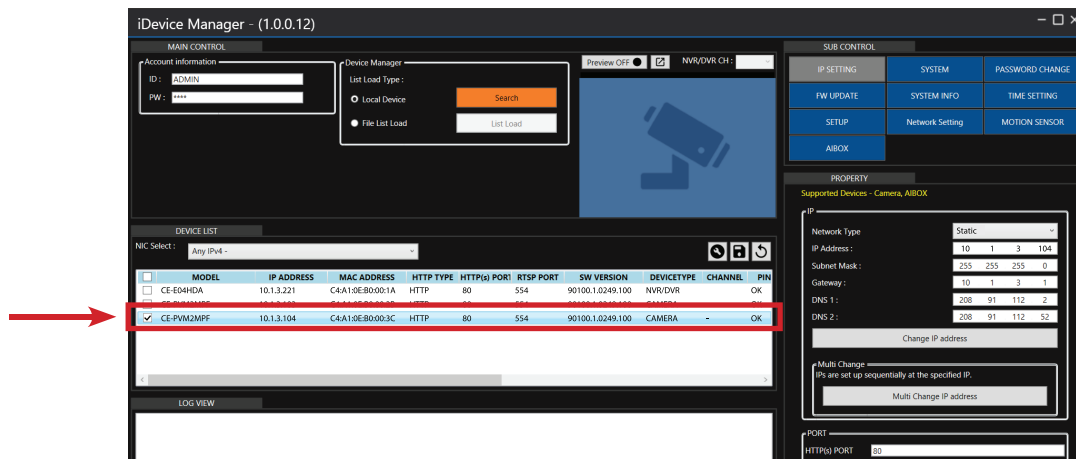 iDevice Manager - (1.0.0.12)
MAIN CONTROL
Account information
ID : ADMIN
PW : ****
Device Manager
List Load Type :
Local Device
Search
File List Load
List Load
Preview OFF
NVR/DVR CH :
SUB CONTROL
IP SETTING SYSTEM PASSWORD CHANGE
FW UPDATE SYSTEM INFO TIME SETTING
SETUP Network Setting MOTION SENSOR
AIBOX
DEVICE LIST
NIC Select : Any IPv4 -
MODEL IP ADDRESS MAC ADDRESS HTTP TYPE HTTP(s) PORT RTSP PORT SW VERSION DEVICETYPE CHANNEL PIN
CE-E04HDA 10.1.3.221 C4:A1:0E:B0:00:1A HTTP 80 554 90100.1.0249.100 NVR/DVR OK
HTTP 80 554 90100.1.0249.100 CAMERA OK
CE-PVM2MPF 10.1.3.104 C4:A1:0E:B0:00:3C HTTP 80 554 90100.1.0249.100 CAMERA - OK
LOG VIEW
PROPERTY
Supported Devices - Camera, AIBOX
IP
Network Type Static
IP Address : 10 1 3 104
Subnet Mask : 255 255 255 0
Gateway : 10 1 3 1
DNS 1 : 208 91 112 2
DNS 2 : 208 91 112 52
Change IP address
Multi Change
IPs are set up sequentially at the specified IP.
Multi Change IP address
PORT
HTTP(s) PORT 80